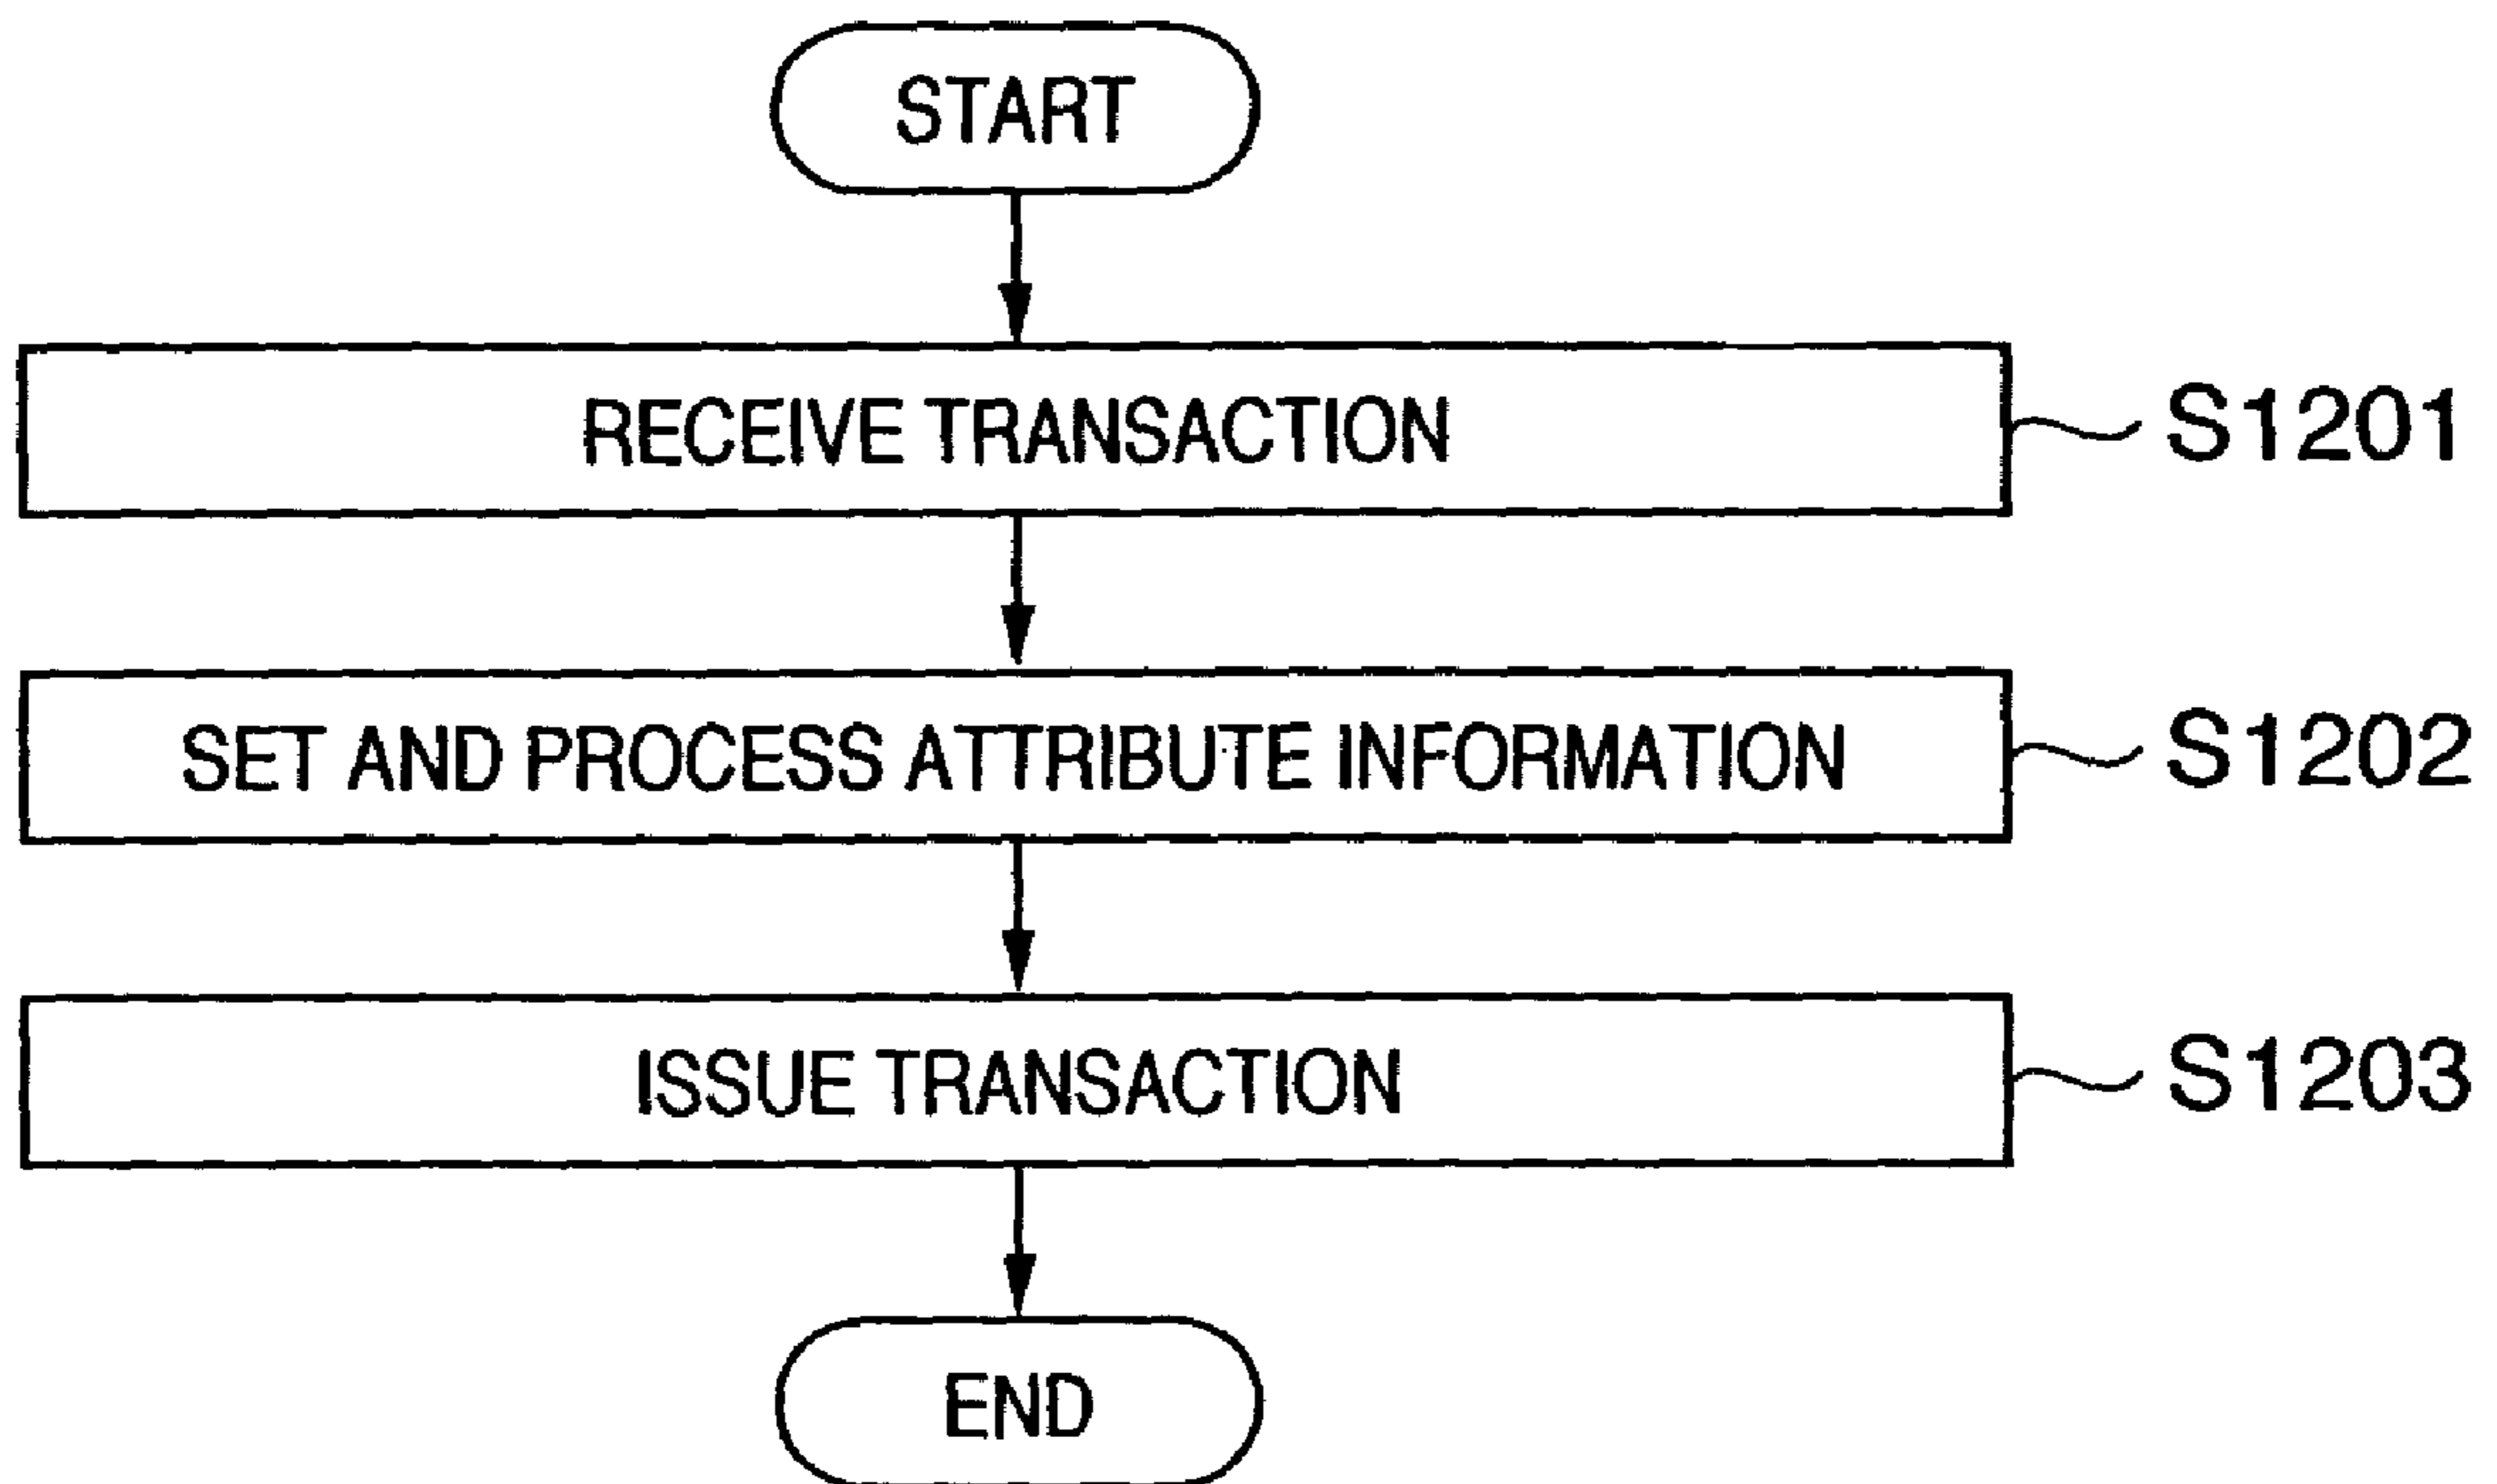 START
RECEIVE TRANSACTION S1201
SET AND PROCESS ATTRIBUTE INFORMATION S1202
ISSUE TRANSACTION S1203
END